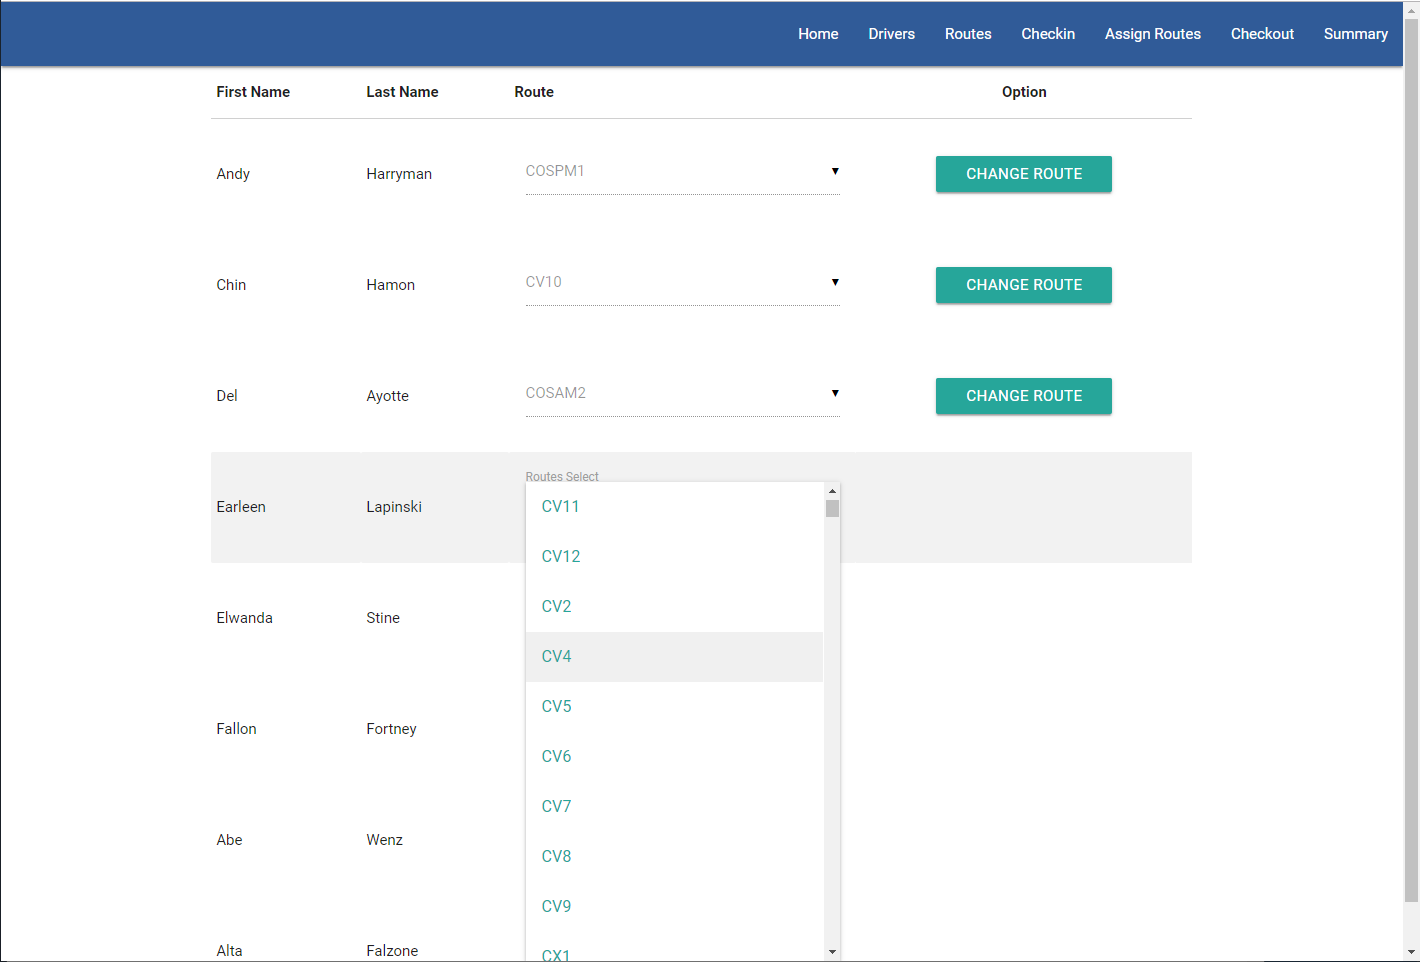 Home Drivers Routes Checkin Assign Routes Checkout Summary
First Name Last Name Route Option
Andy Harryman COSPM1 CHANGE ROUTE
Chin Hamon CV10 CHANGE ROUTE
Del Ayotte COSAM2 CHANGE ROUTE
Routes Select
Earleen Lapinski CV11
CV12
CV2
Elwanda Stine
CV4
CV5
Fallon Fortney
CV6
CV7
Abe Wenz
CV8
CV9
Alta Falzone CX1